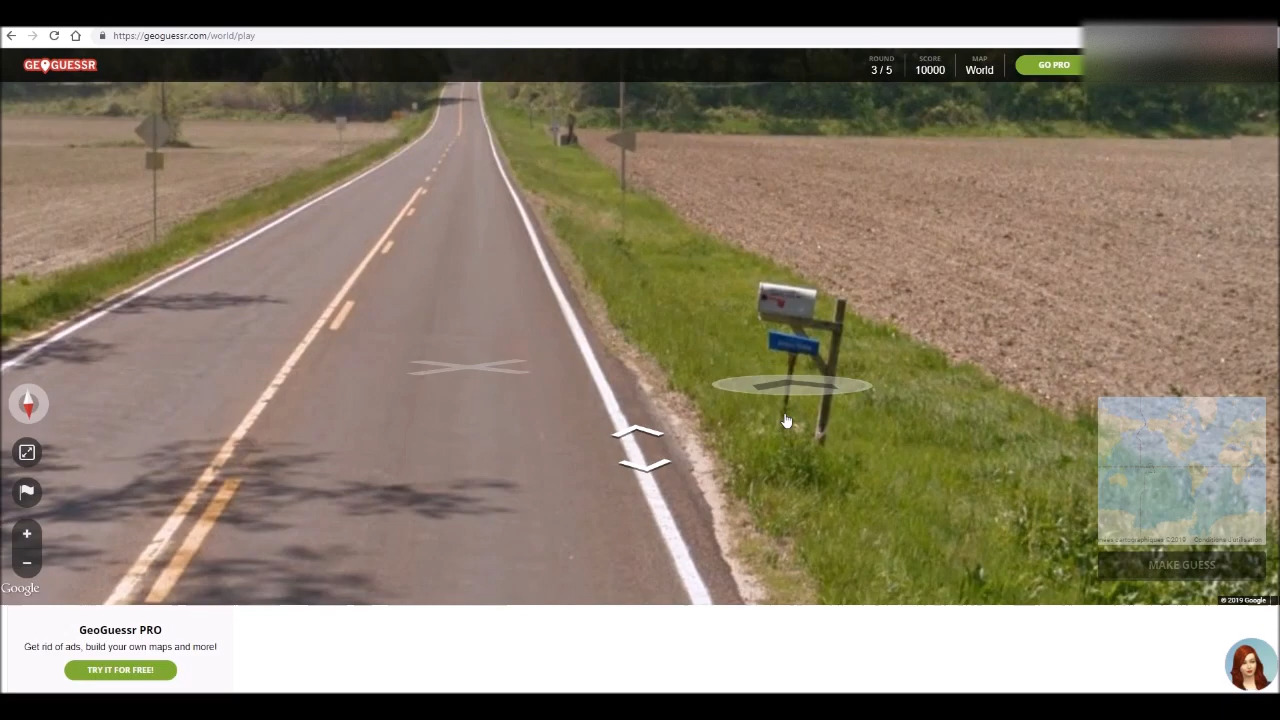 https://geoguessr.com/world/play
GEOGUESSR
ROUND
3 / 5
SCORE
10000
MAP
World
GO PRO
MAKE GUESS
Google
© 2019 Google
GeoGuessr PRO
Get rid of ads, build your own maps and more!
TRY IT FOR FREE!